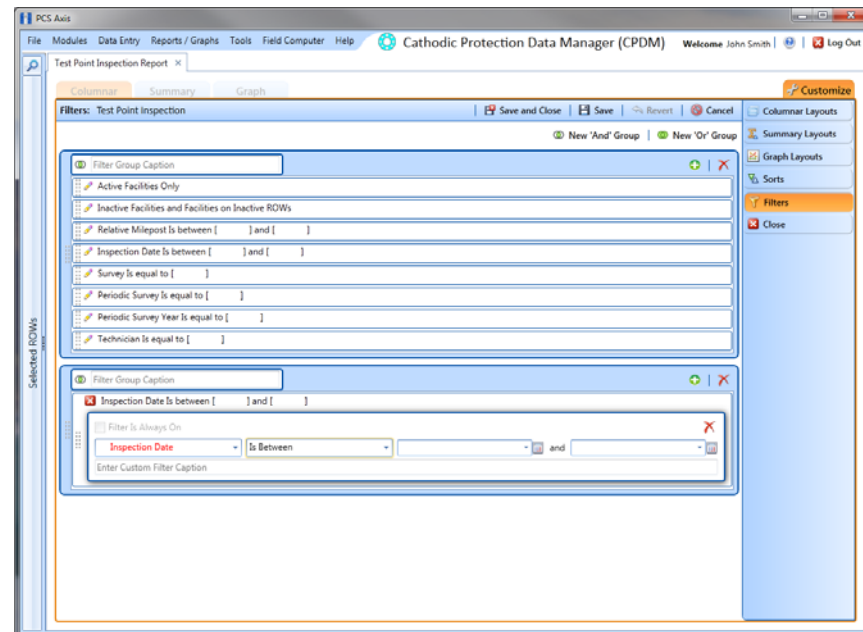 PCS Axis
File Modules Data Entry Reports / Graphs Tools Field Computer Help Cathodic Protection Data Manager (CPDM) Welcome John Smith | | Log Out
Test Point Inspection Report ×
Columnar Summary Graph Customize
Filters: Test Point Inspection | Save and Close | Save | Revert | Cancel
Columnar Layouts
New 'And' Group | New 'Or' Group
Summary Layouts
Graph Layouts
Sorts
Filters
Close
Filter Group Caption
Active Facilities Only
Inactive Facilities and Facilities on Inactive ROWs
Relative Milepost Is between [ ] and [ ]
Inspection Date Is between [ ] and [ ]
Survey Is equal to [ ]
Periodic Survey Is equal to [ ]
Periodic Survey Year Is equal to [ ]
Technician Is equal to [ ]
Selected ROWs
Filter Group Caption
Inspection Date Is between [ ] and [ ]
Filter Is Always On
Inspection Date Is Between and
Enter Custom Filter Caption